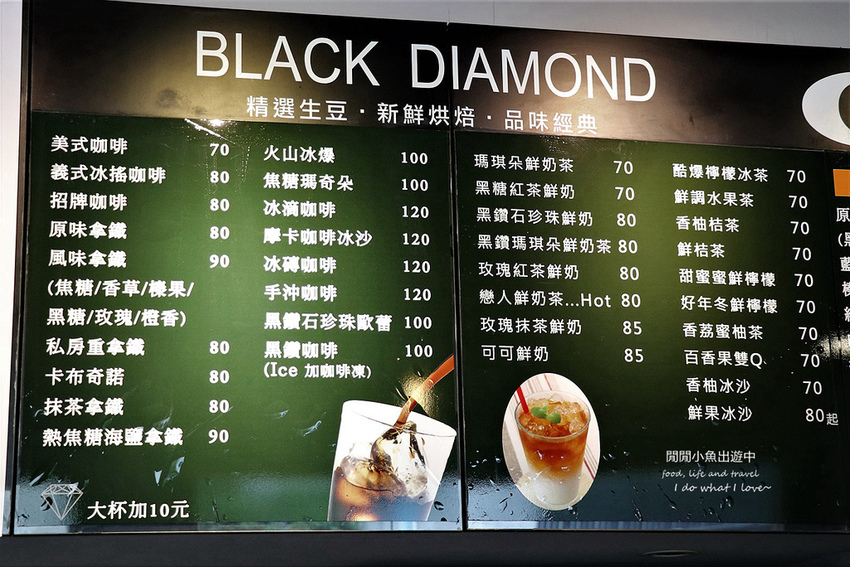 BLACK DIAMOND
精選生豆・新鮮烘焙・品味經典
美式咖啡 70
義式冰搖咖啡 80
招牌咖啡 80
原味拿鐵 80
風味拿鐵 90
(焦糖/香草/榛果/
黑糖/玫瑰/橙香)
私房重拿鐵 80
卡布奇諾 80
抹茶拿鐵 80
熱焦糖海鹽拿鐵 90
大杯加10元
火山冰爆 100
焦糖瑪奇朵 100
冰滴咖啡 120
摩卡咖啡冰沙 120
冰磚咖啡 120
手沖咖啡 120
黑鑽石珍珠歐蕾 100
黑鑽咖啡 100
(Ice 加咖啡凍)
瑪琪朵鮮奶茶 70
黑糖紅茶鮮奶 70
黑鑽石珍珠鮮奶 80
黑鑽瑪琪朵鮮奶茶 80
玫瑰紅茶鮮奶 80
戀人鮮奶茶...Hot 80
玫瑰抹茶鮮奶 85
可可鮮奶 85
酷爆檸檬冰茶 70
鮮調水果茶 70
香柚桔茶 70
鮮桔茶 70
甜蜜蜜鮮檸檬 70
好年冬鮮檸檬 70
香荔蜜柚茶 70
百香果雙Q 70
香柚冰沙 70
鮮果冰沙 80起
閒閒小魚出遊中
food, life and travel
I do what I love~